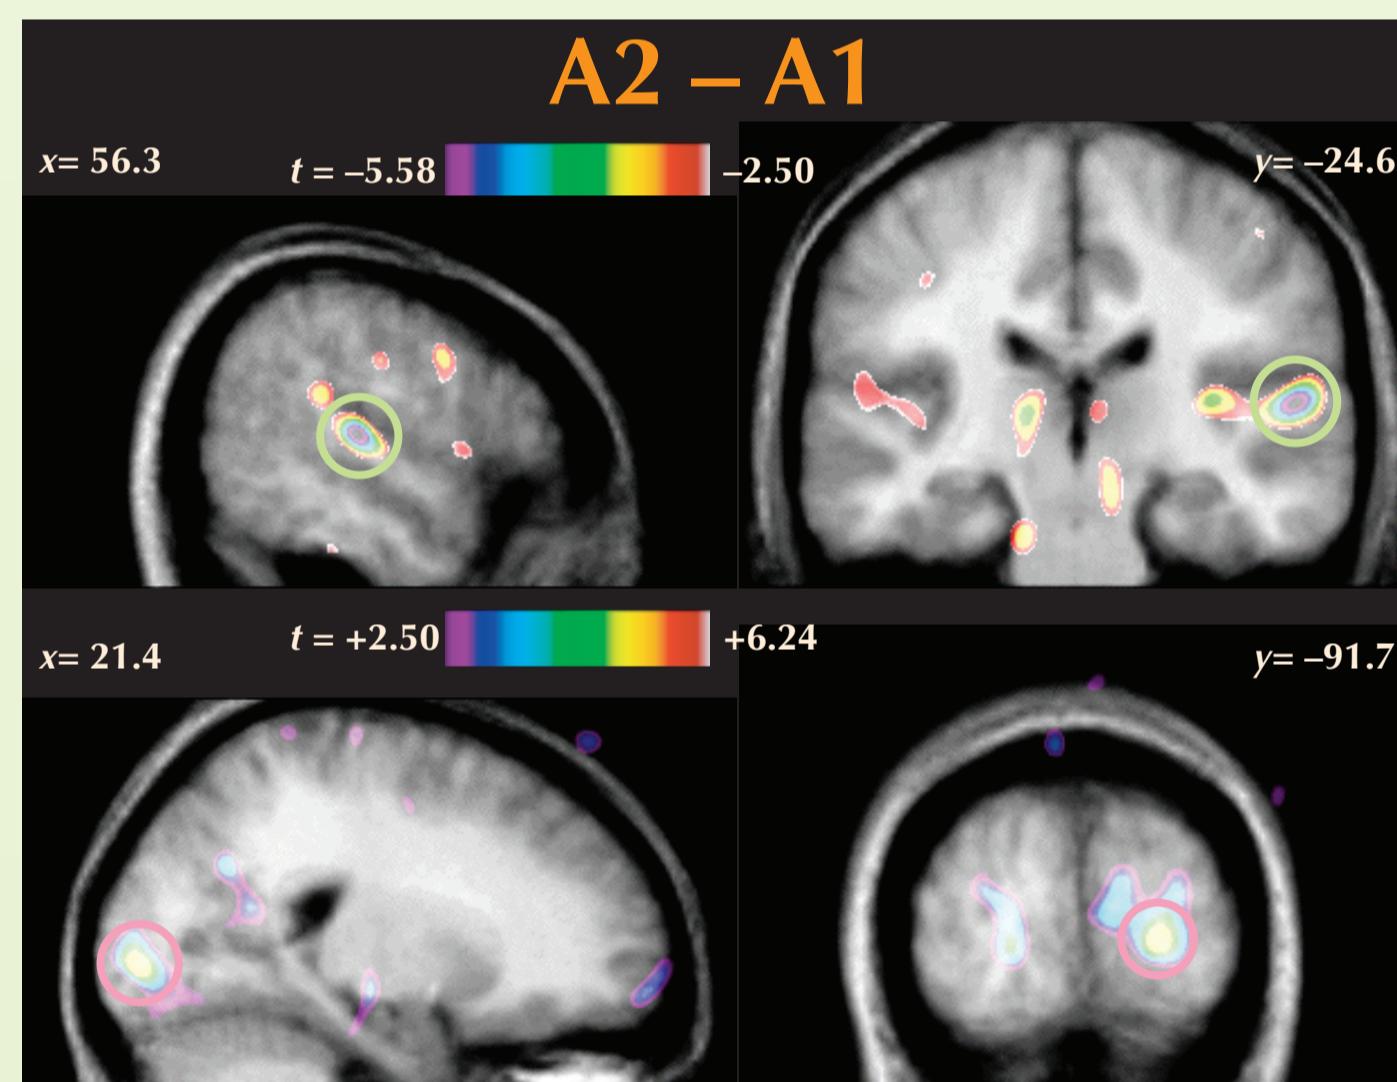 A2 – A1
x= 56.3
t = –5.58
–2.50
y= –24.6
x= 21.4
t = +2.50
+6.24
y= –91.7